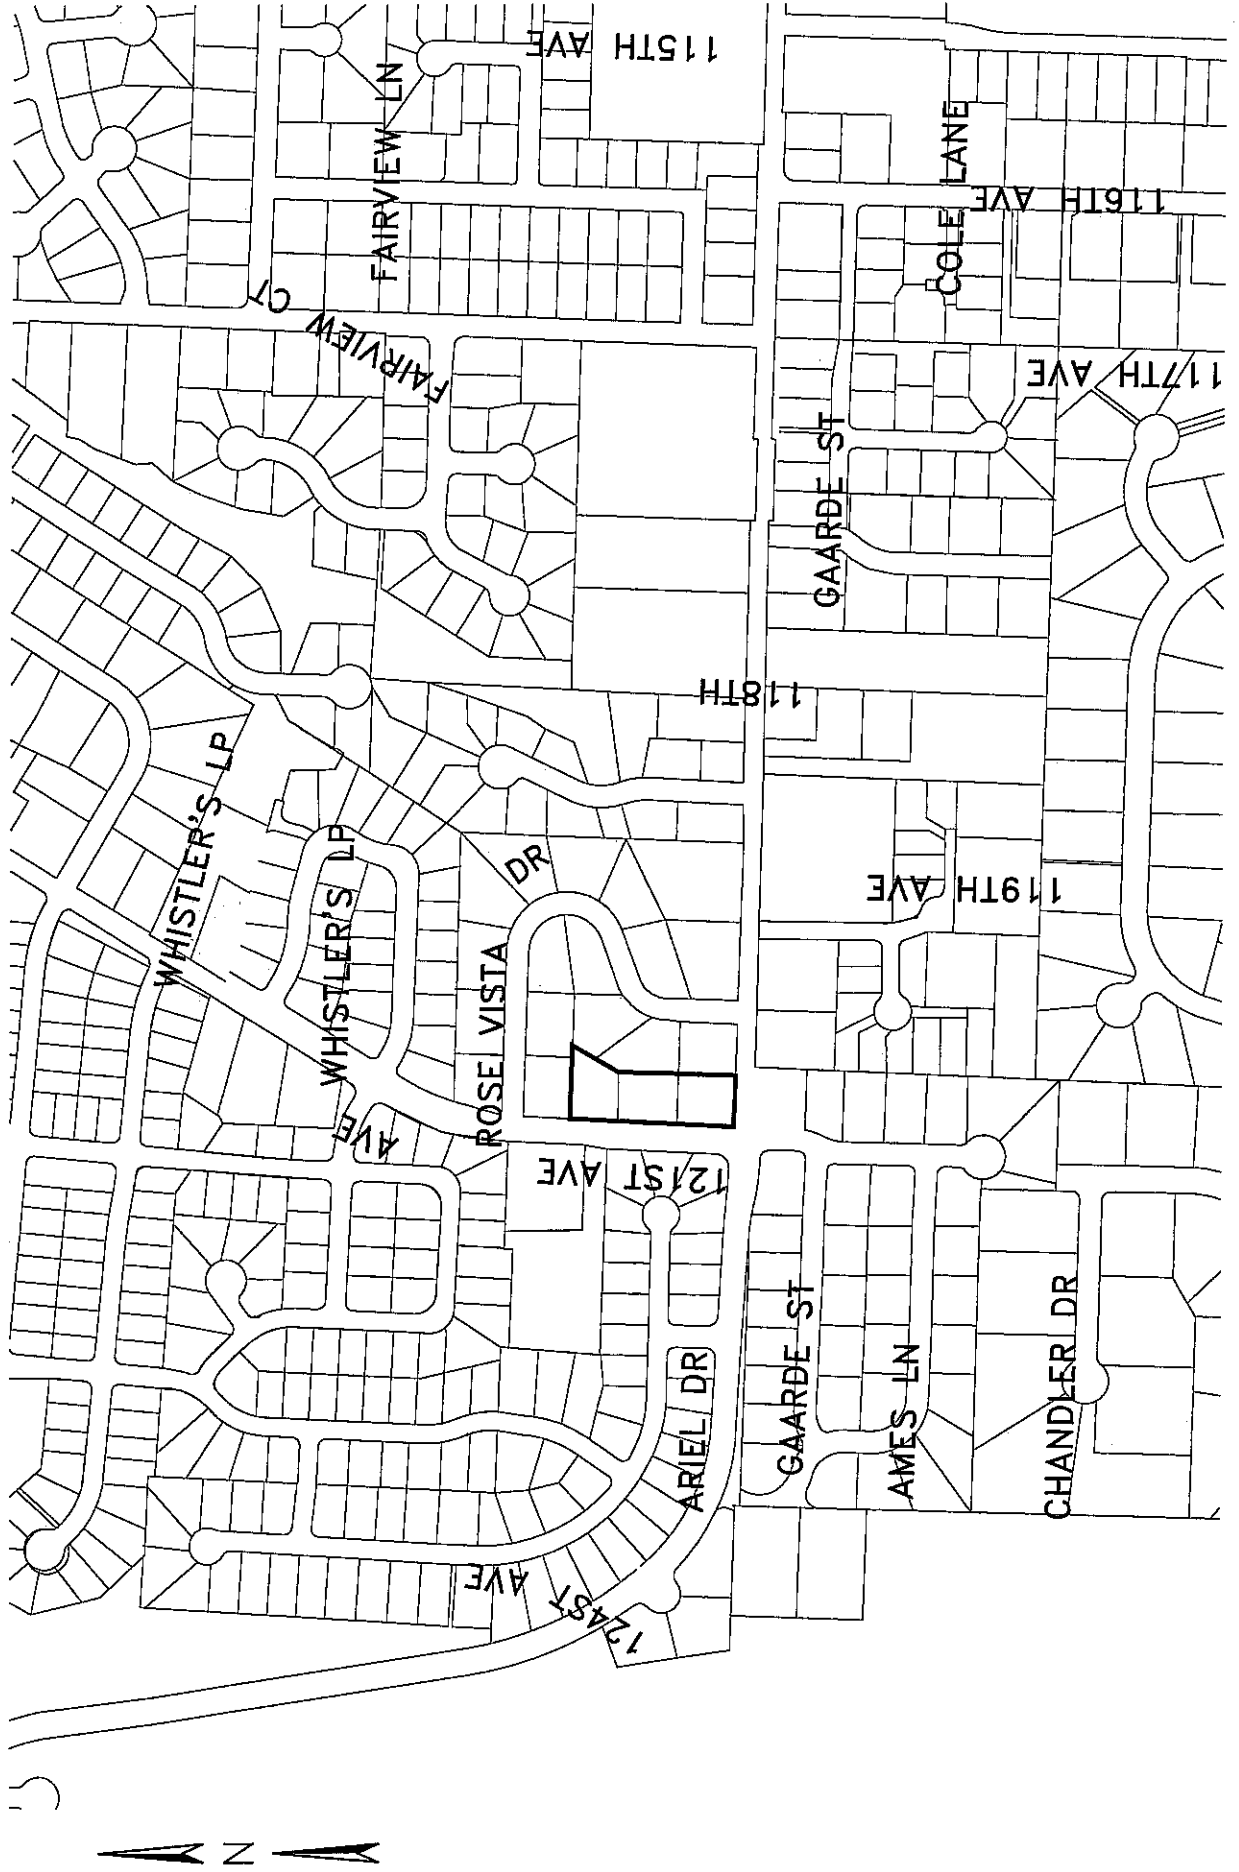 115TH AVE
FAIRVIEW LN
COLE LANE
116TH AVE
FAIRVIEW CT
117TH AVE
GAARDE ST
118TH
WHISTLER'S LP
WHISTLER'S LP
DR
119TH AVE
ROSE VISTA
AVE
121ST AVE
ARIEL DR
GAARDE ST
AMES LN
CHANDLER DR
124ST AVE
N